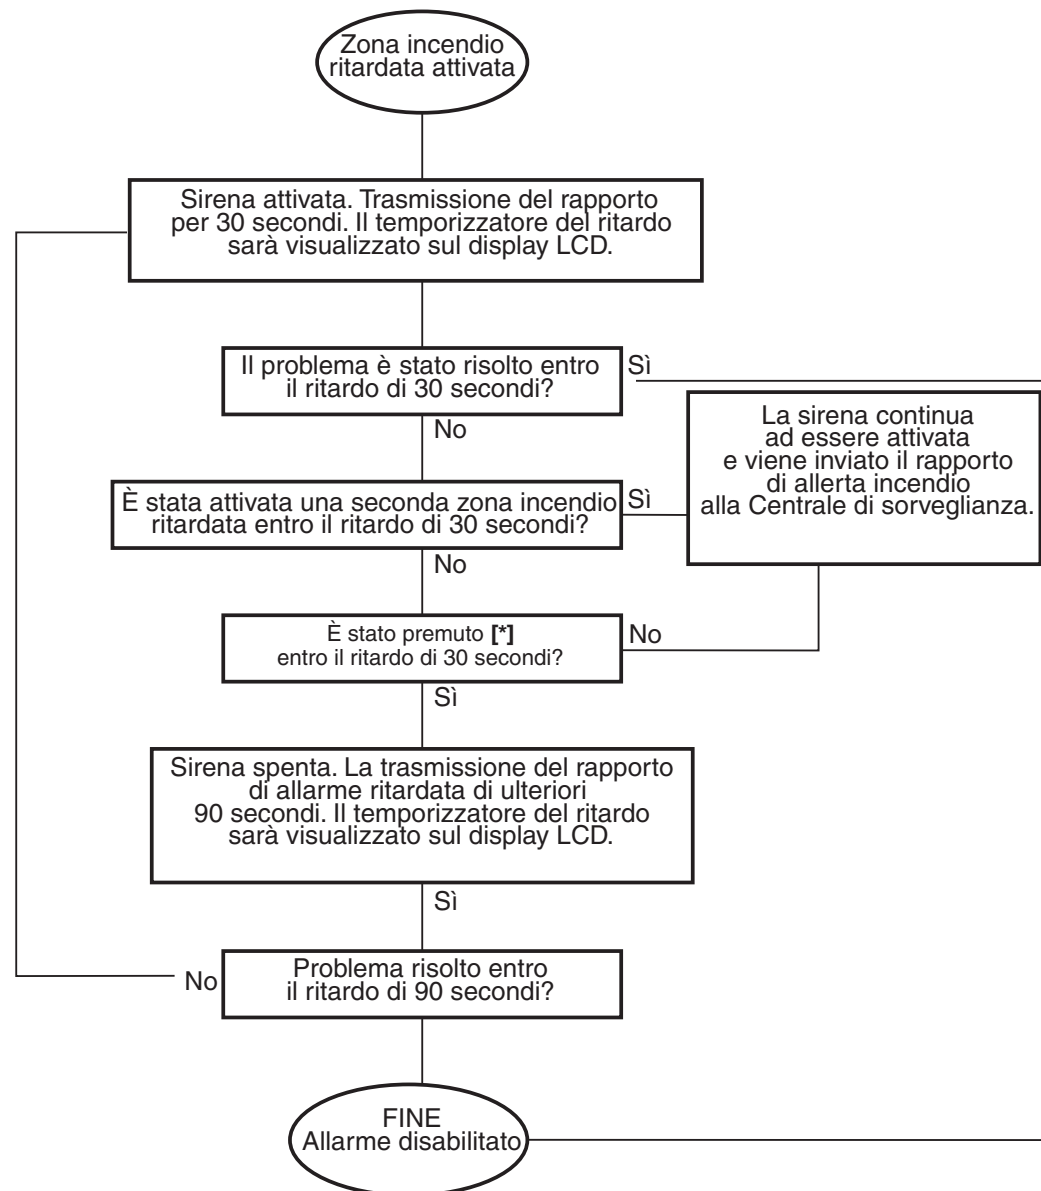 Zona incendio
ritardata attivata
Sirena attivata. Trasmissione del rapporto
per 30 secondi. Il temporizzatore del ritardo
sarà visualizzato sul display LCD.
Il problema è stato risolto entro
il ritardo di 30 secondi?
Sì
No
La sirena continua
ad essere attivata
e viene inviato il rapporto
di allerta incendio
alla Centrale di sorveglianza.
È stata attivata una seconda zona incendio
ritardata entro il ritardo di 30 secondi?
Sì
No
È stato premuto [*]
entro il ritardo di 30 secondi?
No
Sì
Sirena spenta. La trasmissione del rapporto
di allarme ritardata di ulteriori
90 secondi. Il temporizzatore del ritardo
sarà visualizzato sul display LCD.
Sì
No
Problema risolto entro
il ritardo di 90 secondi?
FINE
Allarme disabilitato